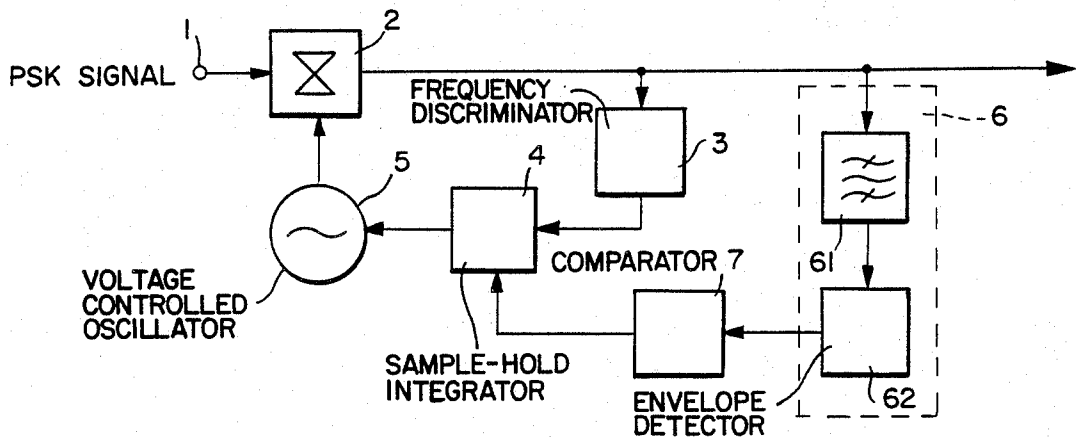 1
2
PSK SIGNAL
FREQUENCY
DISCRIMINATOR
6
3
5
4
61
COMPARATOR 7
VOLTAGE
CONTROLLED
OSCILLATOR
SAMPLE-HOLD
INTEGRATOR
62
ENVELOPE
DETECTOR